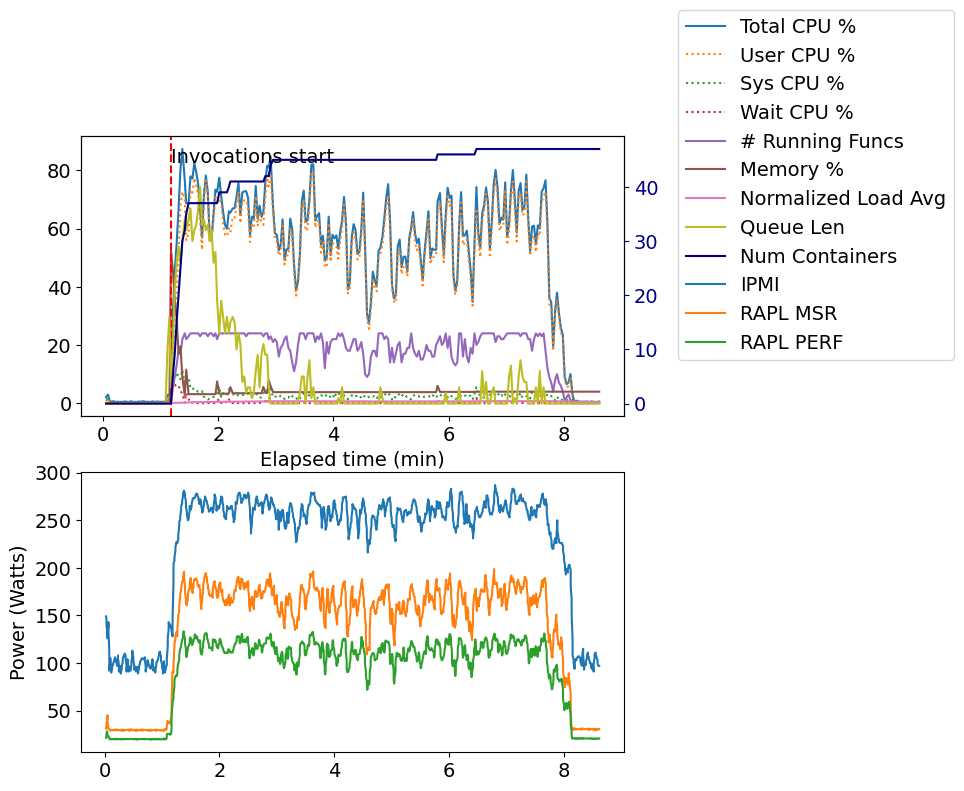 Total CPU %
User CPU %
Sys CPU %
Wait CPU %
# Running Funcs
Memory %
Normalized Load Avg
Queue Len
Num Containers
IPMI
RAPL MSR
RAPL PERF
Invocations start
80
60
40
20
0
40
30
20
10
0
0 2 4 6 8
Elapsed time (min)
300
250
200
150
100
50
Power (Watts)
0 2 4 6 8